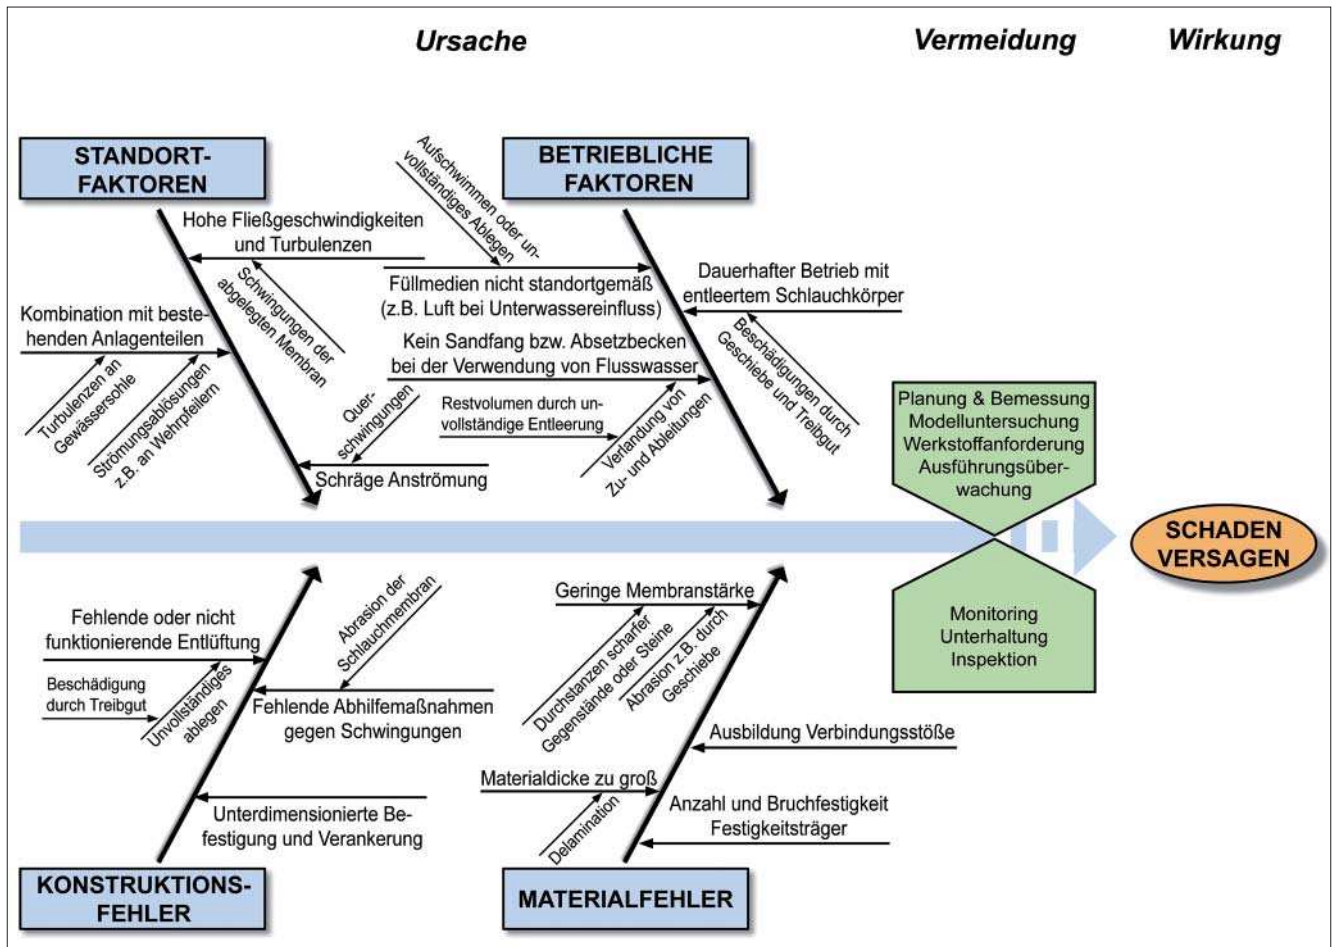 Ursache
Vermeidung
Wirkung
STANDORT-
FAKTOREN
Hohe Fließgeschwindigkeiten
und Turbulenzen
Schwingungen der
abgelegten Membran
Kombination mit beste-
henden Anlagenteilen
Turbulenzen an
Gewässersohle
Strömungsablösungen
z.B. an Wehrpfeilern
Quer-
schwingungen
Schräge Anströmung
BETRIEBLICHE
FAKTOREN
Aufschwimmen oder un-
vollständiges Ablegen
Füllmedien nicht standortgemäß
(z.B. Luft bei Unterwassereinfluss)
Dauerhafter Betrieb mit
entleertem Schlauchkörper
Beschädigungen durch
Geschiebe und Treibgut
Kein Sandfang bzw. Absetzbecken
bei der Verwendung von Flusswasser
Restvolumen durch un-
vollständige Entleerung
Verlandung von
Zu- und Ableitungen
Planung & Bemessung
Modelluntersuchung
Werkstoffanforderung
Ausführungsüber-
wachung
SCHADEN
VERSAGEN
Monitoring
Unterhaltung
Inspektion
Fehlende oder nicht
funktionierende Entlüftung
Beschädigung
durch Treibgut
Unvollständiges
ablegen
Abrasion der
Schlauchmembran
Fehlende Abhilfemaßnahmen
gegen Schwingungen
Unterdimensionierte Be-
festigung und Verankerung
KONSTRUKTIONS-
FEHLER
Geringe Membranstärke
Durchstanzen scharfer
Gegenstände oder Steine
Abrasion z.B. durch
Geschiebe
Ausbildung Verbindungsstöße
Materialdicke zu groß
Delamination
Anzahl und Bruchfestigkeit
Festigkeitsträger
MATERIALFEHLER